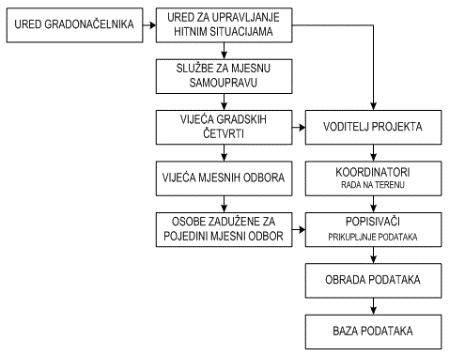 URED GRADONAČELNIKA
URED ZA UPRAVLJANJE
HITNIM SITUACIJAMA
SLUŽBE ZA MJESNU
SAMOUPRAVU
VIJEĆA GRADSKIH
ČETVRTI
VODITELJ PROJEKTA
VIJEĆA MJESNIH ODBORA
KOORDINATORI
RADA NA TERENU
OSOBE ZADUŽENE ZA
POJEDINI MJESNI ODBOR
POPISIVAČI
PRIKUPLJNJE PODATAKA
OBRADA PODATAKA
BAZA PODATAKA